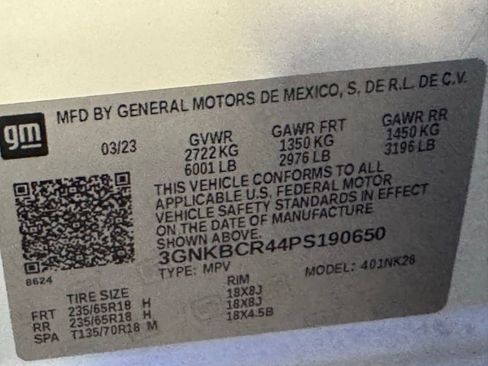 gm
MFD BY GENERAL MOTORS DE MEXICO, S. DE R.L. DE C.V.
03/23 GVWR GAWR FRT GAWR RR
2722 KG 1350 KG 1450 KG
6001 LB 2976 LB 3196 LB
THIS VEHICLE CONFORMS TO ALL
APPLICABLE U.S. FEDERAL MOTOR
VEHICLE SAFETY STANDARDS IN EFFECT
ON THE DATE OF MANUFACTURE
SHOWN ABOVE.
3GNKBCR44PS190650
TYPE: MPV MODEL: 401NK26
8624
TIRE SIZE RIM
FRT 235/65R18 H 18X8J
RR 235/65R18 H 18X8J
SPA T135/70R18 M 18X4.5B